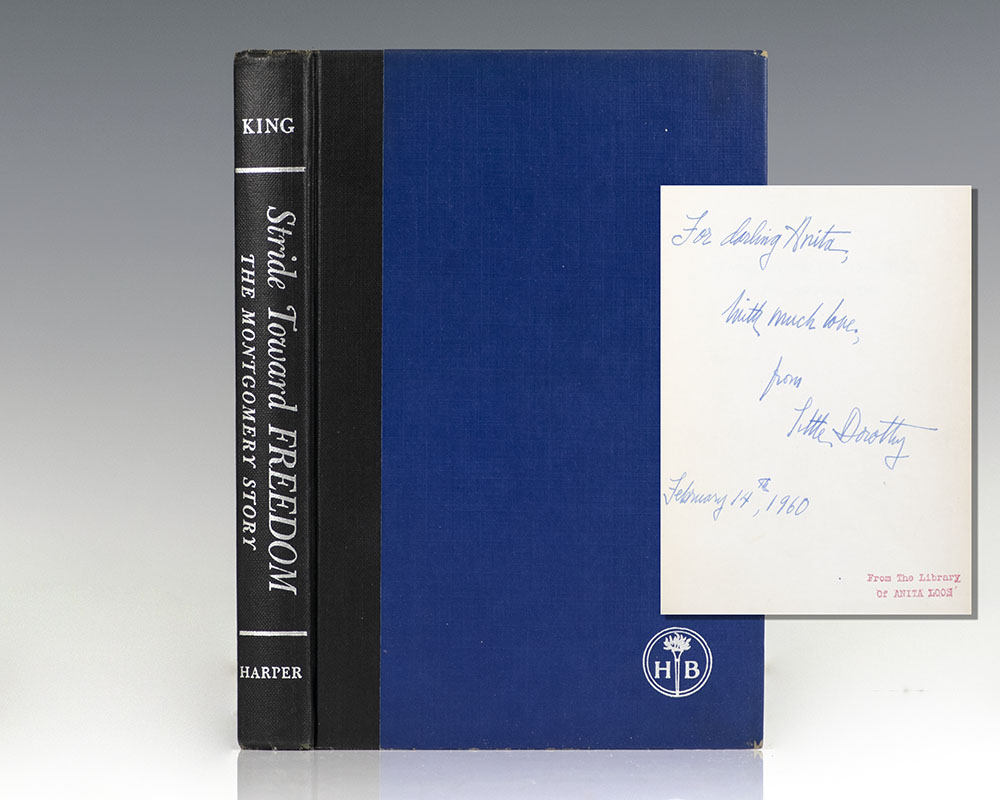 KING
Stride Toward FREEDOM
THE MONTGOMERY STORY
HARPER
H B
For darling Anita,
with much love,
from
Little Dorothy
February 14th, 1960
From The Library
Of ANITA LOOS